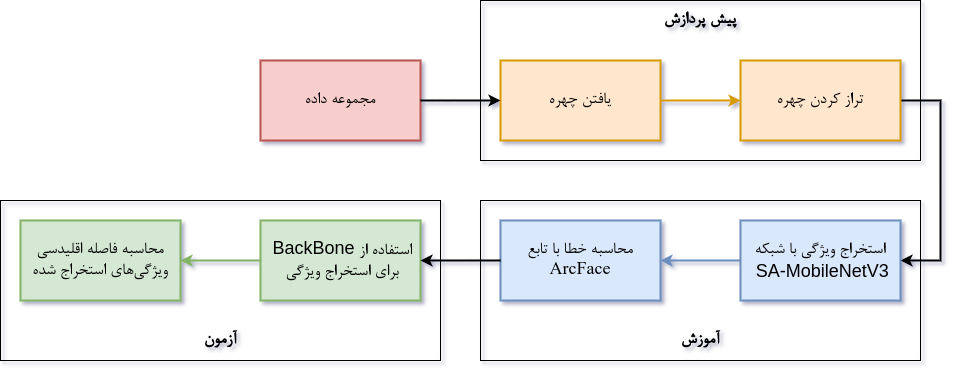 پیش پردازش
مجموعه داده
یافتن چهره
تراز کردن چهره
استخراج ویژگی با شبکه
SA-MobileNetV3
محاسبه خطا با تابع
ArcFace
آموزش
استفاده از BackBone
برای استخراج ویژگی
محاسبه فاصله اقلیدسی
ویژگی‌های استخراج شده
آزمون